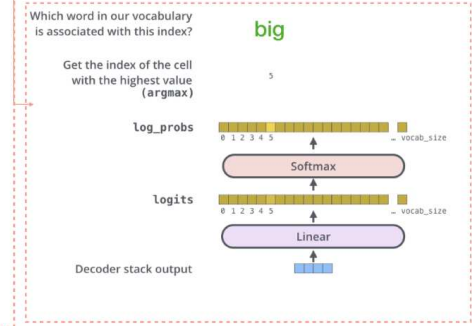 Which word in our vocabulary
is associated with this index?
big
Get the index of the cell
with the highest value
(argmax)
5
log_probs
0 1 2 3 4 5 … vocab_size
Softmax
logits
0 1 2 3 4 5 … vocab_size
Linear
Decoder stack output